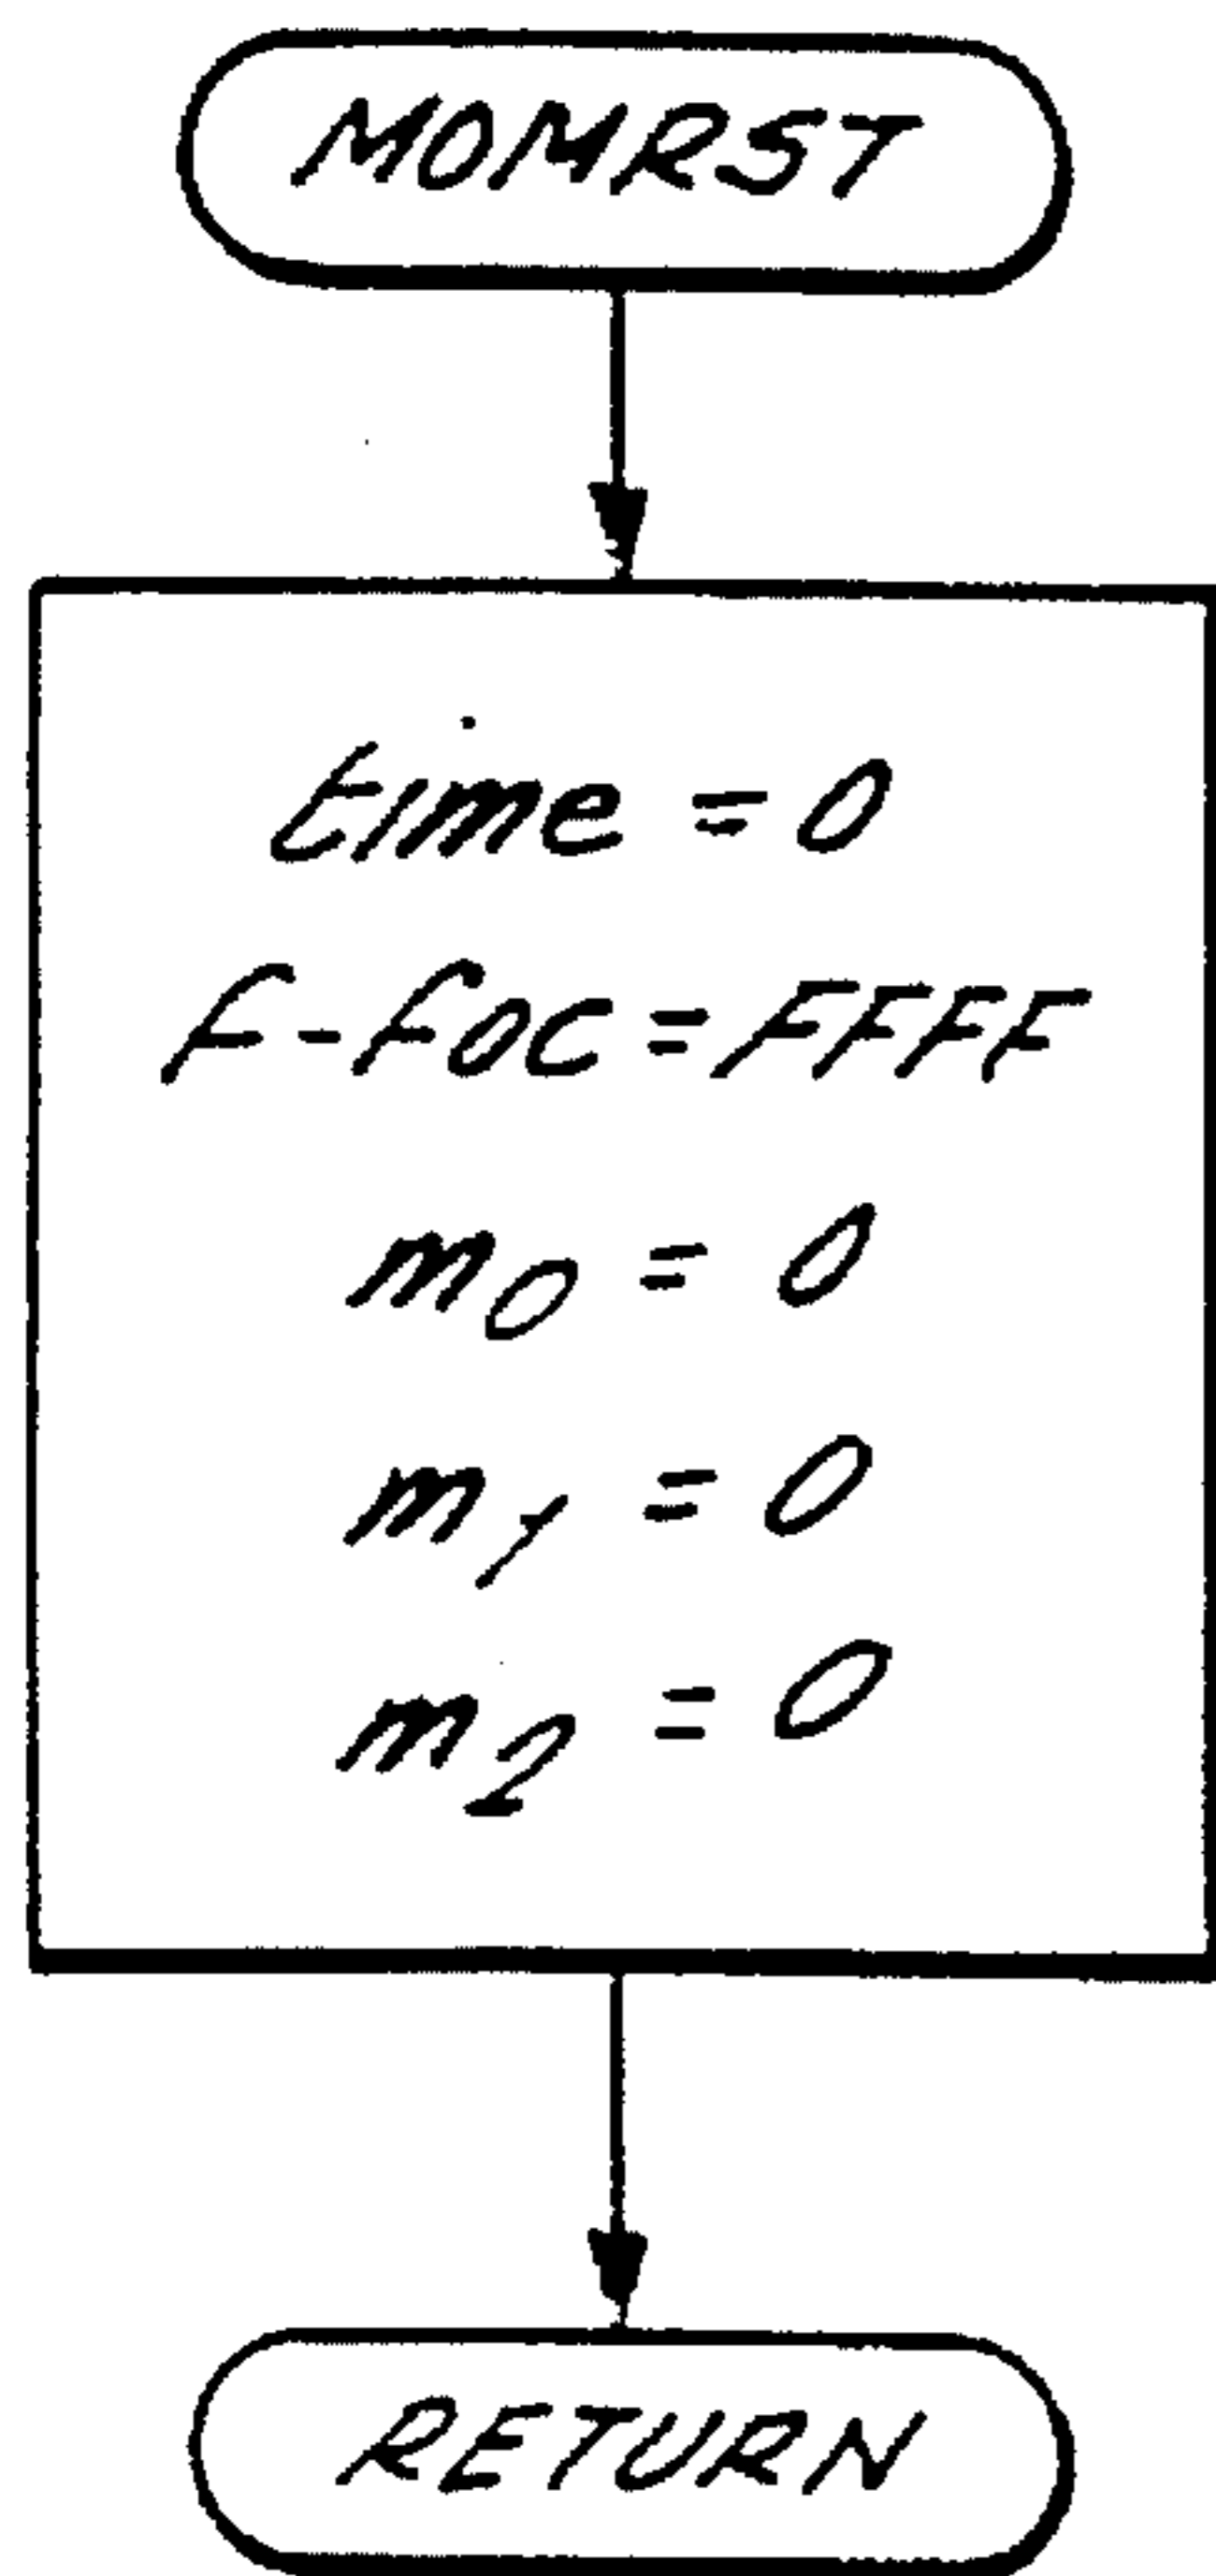 MOMRST
time = 0
f-foc = FFFF
m₀ = 0
m₁ = 0
m₂ = 0
RETURN